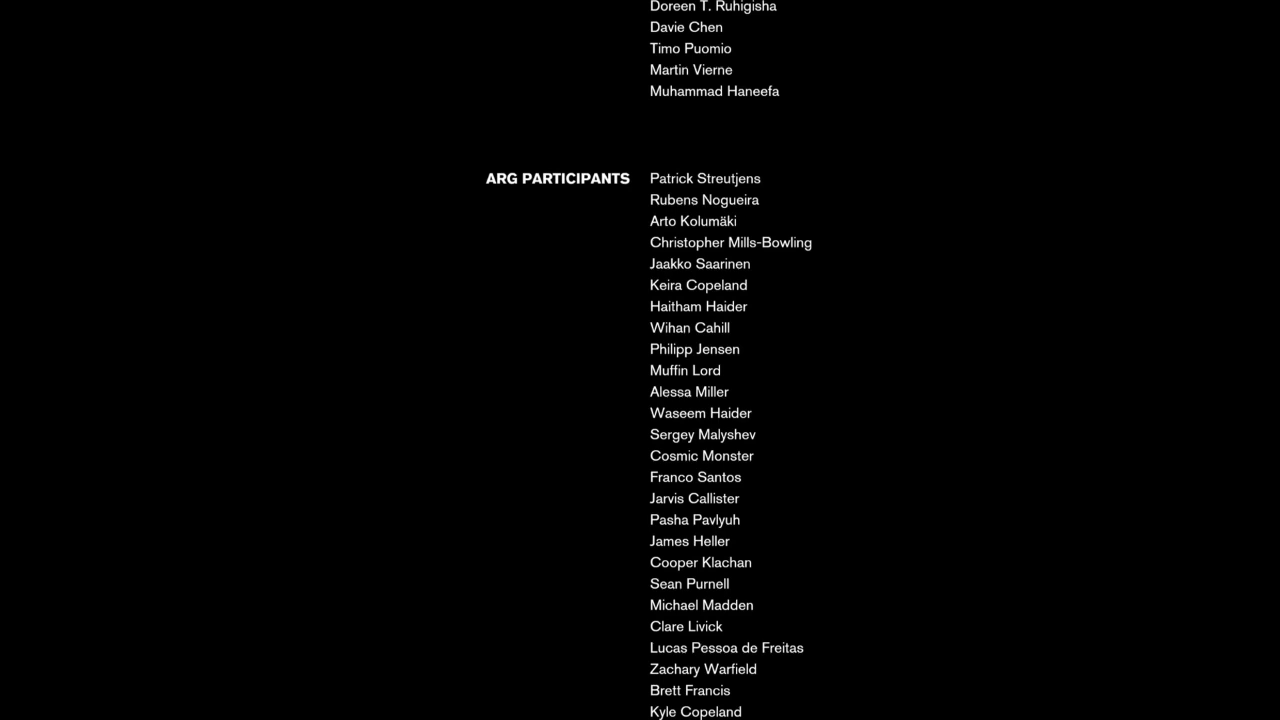 Doreen T. Ruhigisha
Davie Chen
Timo Puomio
Martin Vierne
Muhammad Haneefa
ARG PARTICIPANTS Patrick Streutjens
Rubens Nogueira
Arto Kolumäki
Christopher Mills-Bowling
Jaakko Saarinen
Keira Copeland
Haitham Haider
Wihan Cahill
Philipp Jensen
Muffin Lord
Alessa Miller
Waseem Haider
Sergey Malyshev
Cosmic Monster
Franco Santos
Jarvis Callister
Pasha Pavlyuh
James Heller
Cooper Klachan
Sean Purnell
Michael Madden
Clare Livick
Lucas Pessoa de Freitas
Zachary Warfield
Brett Francis
Kyle Copeland